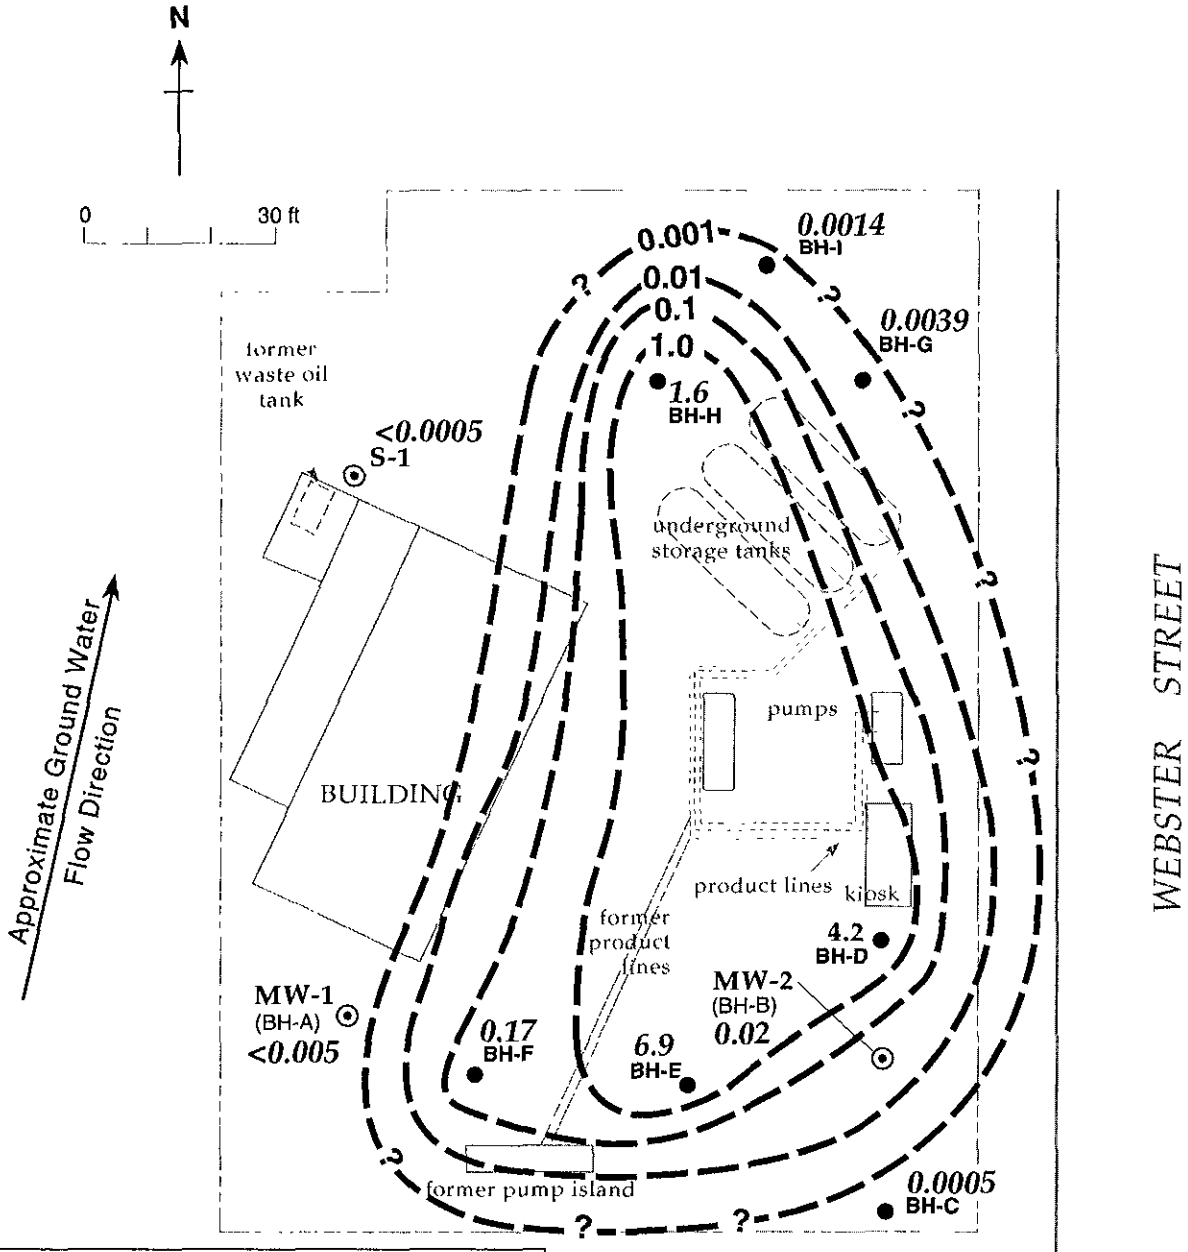 N
0 30 ft
0.001
0.01
0.1
1.0
0.0014
BH-I
0.0039
BH-G
1.6
BH-H
former
waste oil
tank
<0.0005
S-1
underground
storage tanks
?
?
?
?
?
?
?
?
Approximate Ground Water
Flow Direction
WEBSTER STREET
pumps
BUILDING
product lines
kiosk
former
product
lines
4.2
BH-D
MW-1
(BH-A)
<0.005
MW-2
(BH-B)
0.02
0.17
BH-F
6.9
BH-E
former pump island
0.0005
BH-C